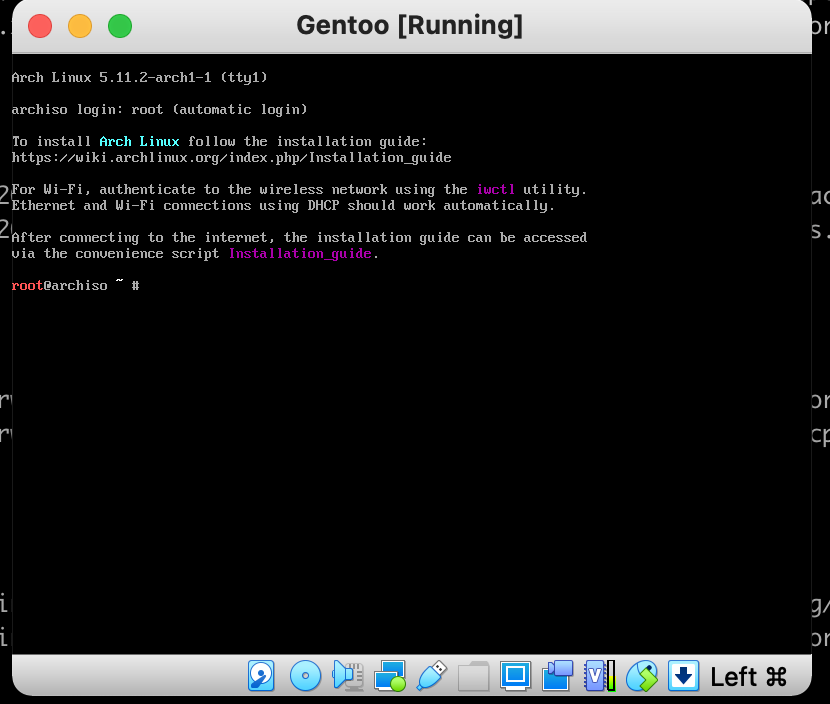 Gentoo [Running]
Arch Linux 5.11.2-arch1-1 (tty1)
archiso login: root (automatic login)
To install Arch Linux follow the installation guide:
https://wiki.archlinux.org/index.php/Installation_guide
For Wi-Fi, authenticate to the wireless network using the iwctl utility.
Ethernet and Wi-Fi connections using DHCP should work automatically.
After connecting to the internet, the installation guide can be accessed
via the convenience script Installation_guide.
root@archiso ~ #
Left ⌘